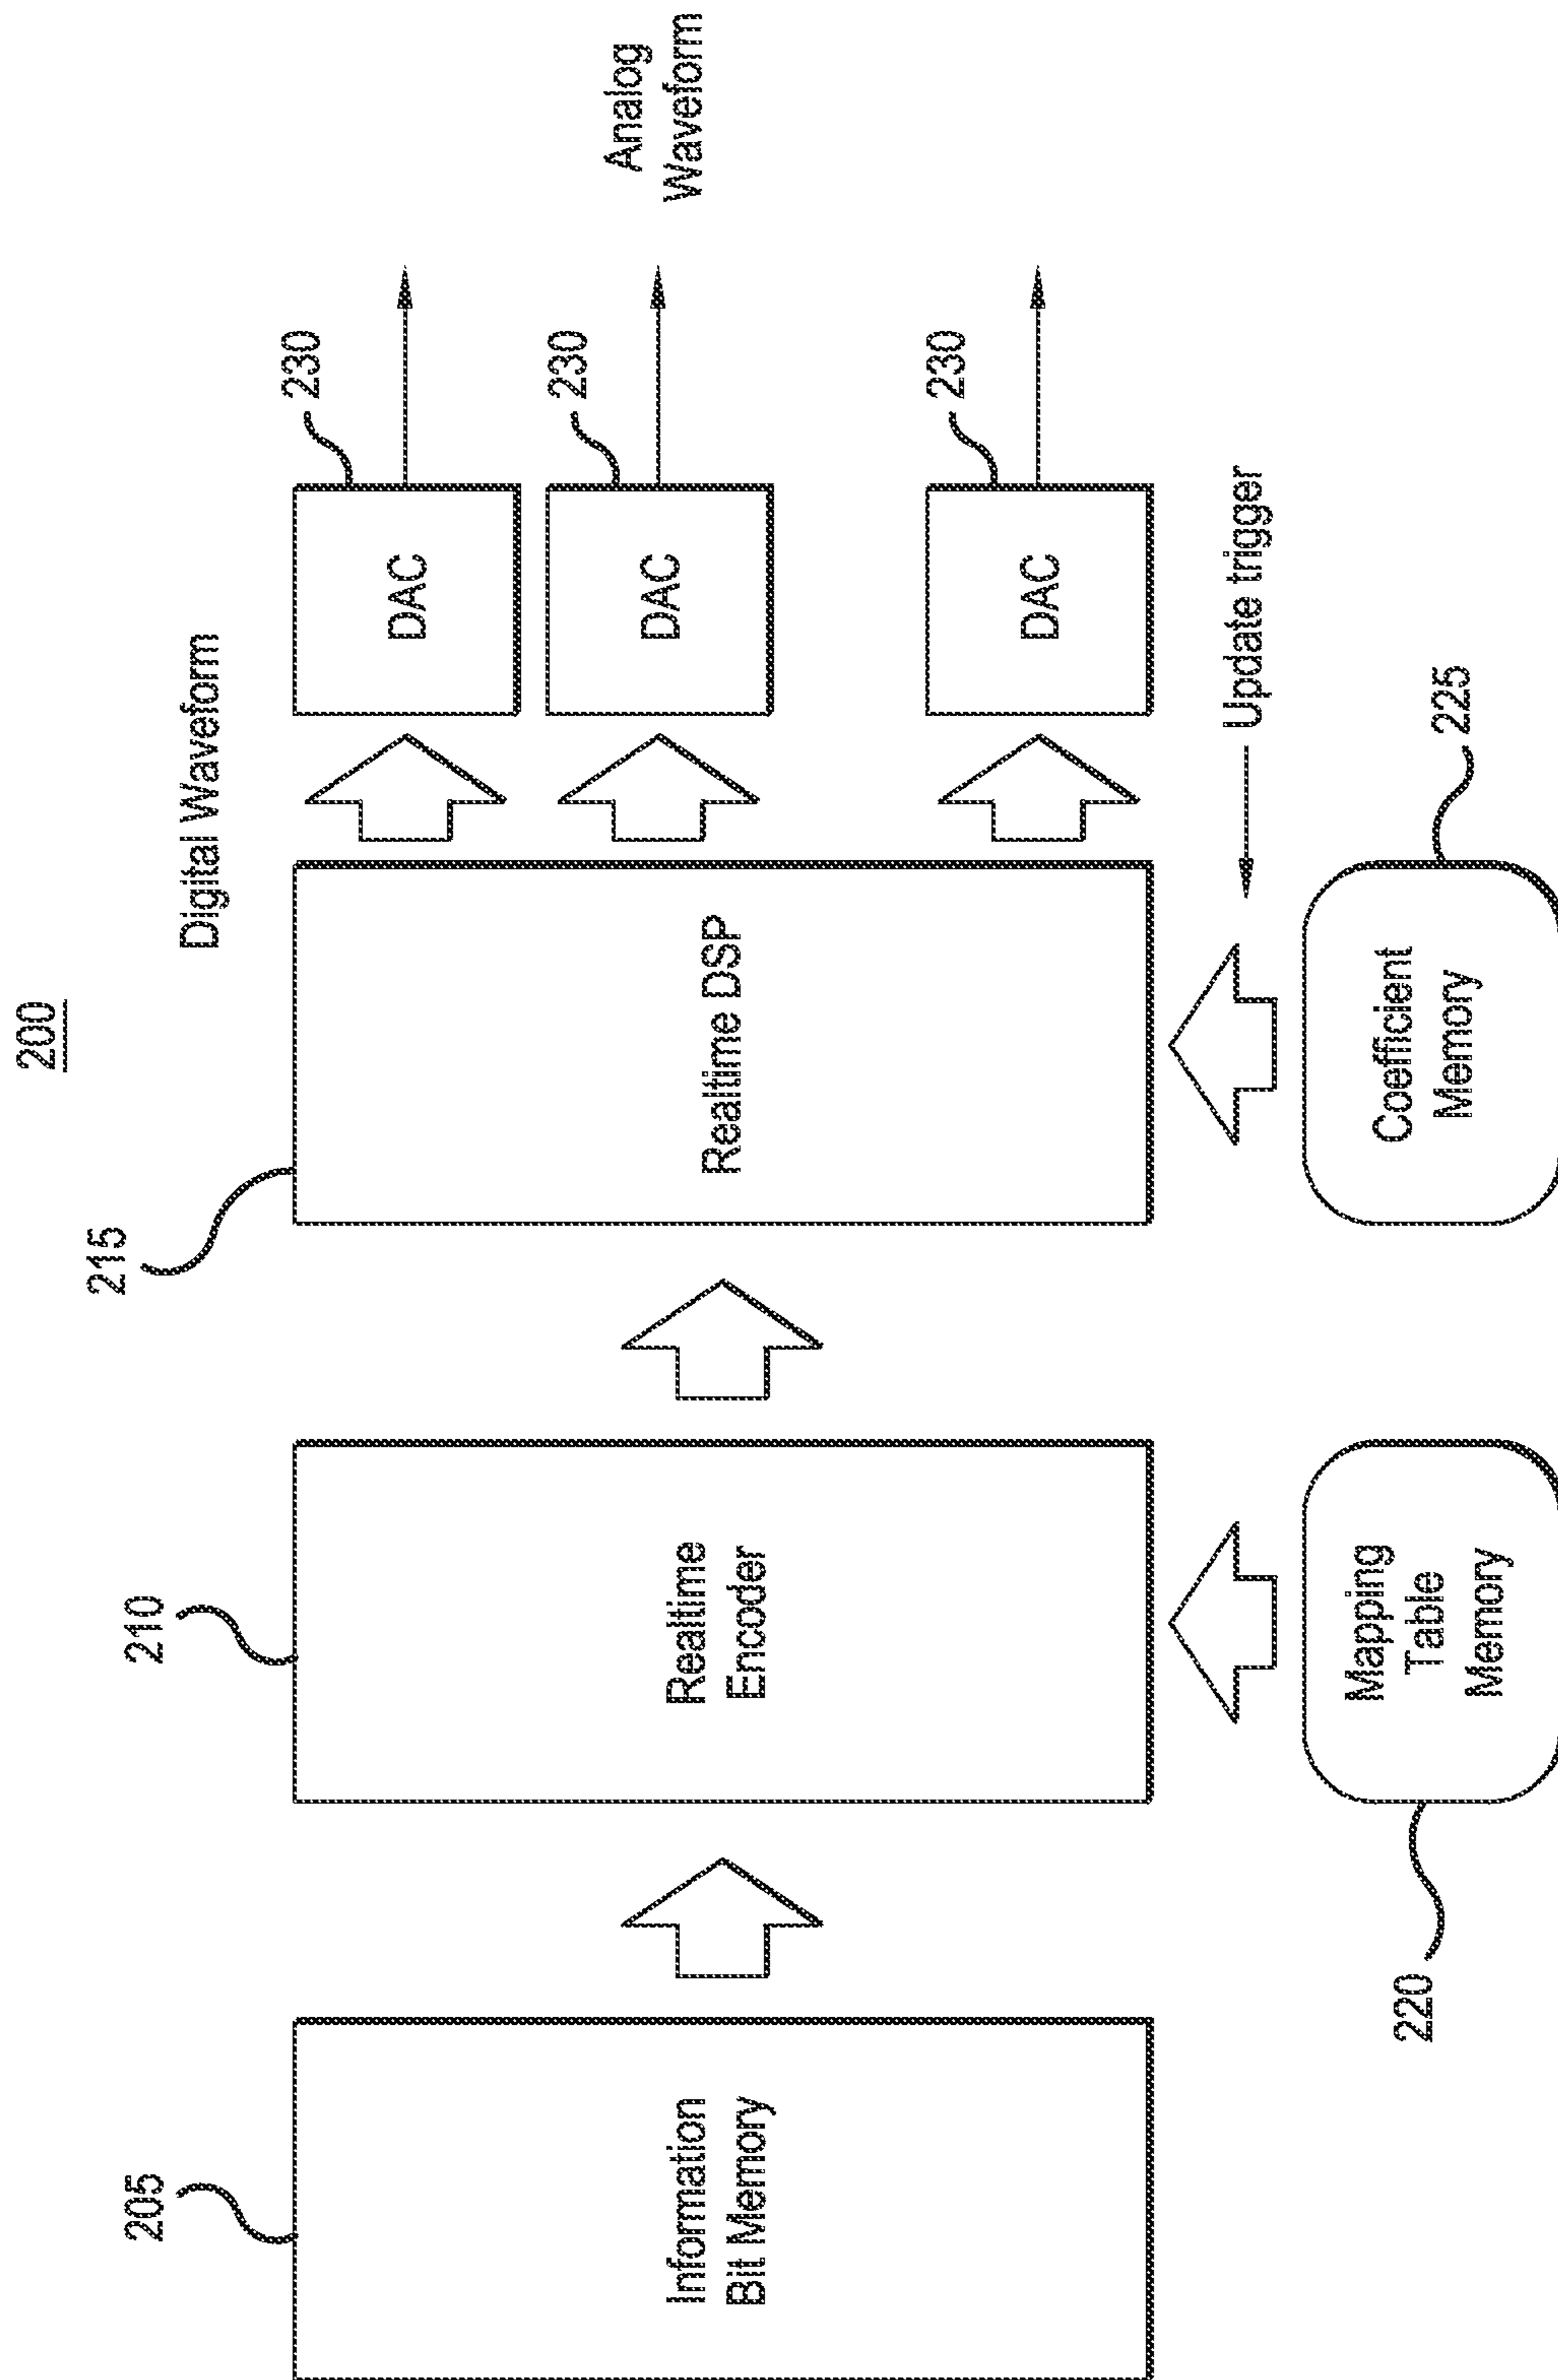 200
Digital Waveform
Analog
Waveform
205
210
215
230
230
230
Information
Bit Memory
Realtime
Encoder
Realtime DSP
DAC
DAC
DAC
Update trigger
220
Mapping
Table
Memory
Coefficient
Memory
225